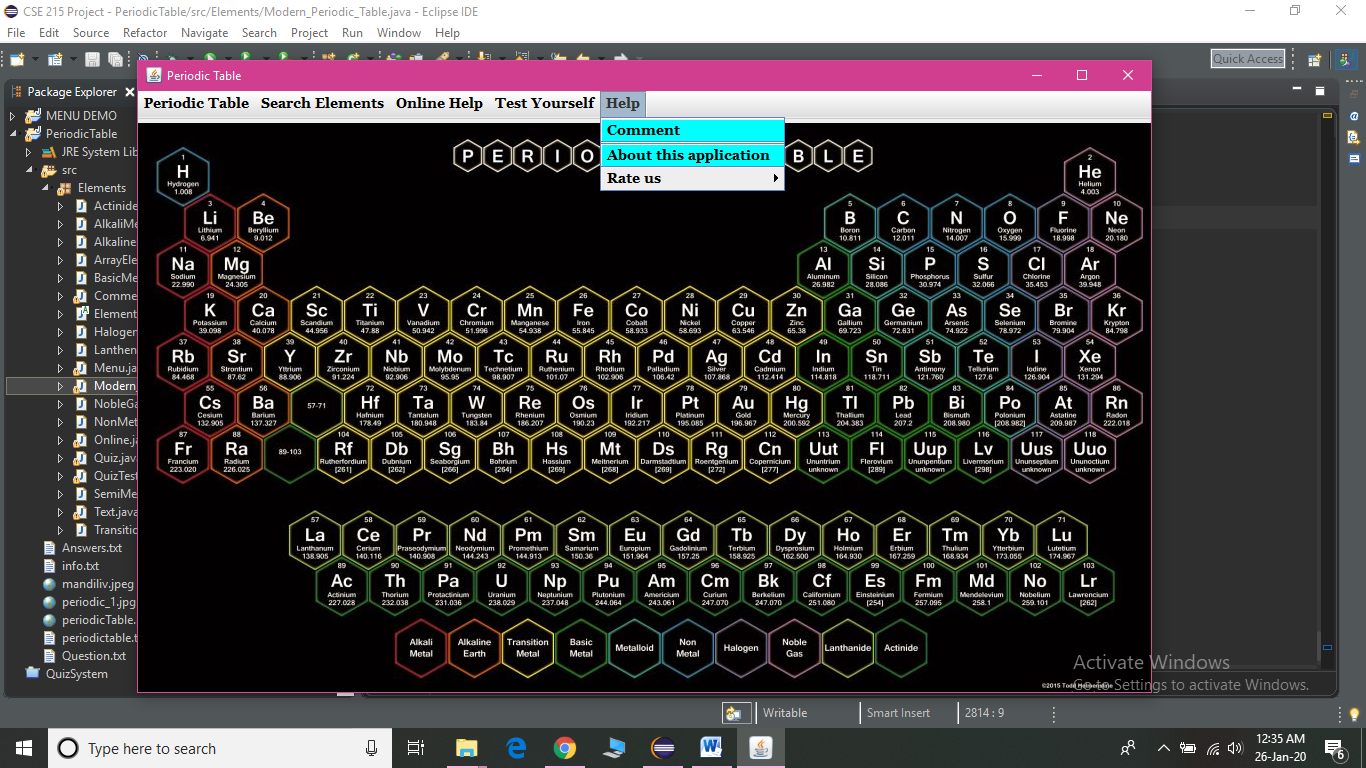 CSE 215 Project - PeriodicTable/src/Elements/Modern_Periodic_Table.java - Eclipse IDE
File Edit Source Refactor Navigate Search Project Run Window Help
Quick Access
Package Explorer
MENU DEMO
PeriodicTable
JRE System Lib
src
Elements
Actinide
AlkaliMe
Alkaline
ArrayEle
BasicMe
Comme
Element
Halogen
Lanthen
Menu.ja
Modern_
NobleGa
NonMet
Online.ja
Quiz.java
QuizTest
SemiMe
Text.java
Transitic
Answers.txt
info.txt
mandiliv.jpeg
periodic_1.jpg
periodicTable.
periodictable.t
Question.txt
QuizSystem
Periodic Table
Periodic Table Search Elements Online Help Test Yourself Help
Comment
About this application
Rate us
PERIO BLE
1 2
H He
Hydrogen Helium
1.008 4.003
3 4 5 6 7 8 9 10
Li Be B C N O F Ne
Lithium Beryllium Boron Carbon Nitrogen Oxygen Fluorine Neon
6.941 9.012 10.811 12.011 14.007 15.999 18.998 20.180
11 12 13 14 15 16 17 18
Na Mg Al Si P S Cl Ar
Sodium Magnesium Aluminum Silicon Phosphorus Sulfur Chlorine Argon
22.990 24.305 26.982 28.086 30.974 32.066 35.453 39.948
19 20 21 22 23 24 25 26 27 28 29 30 31 32 33 34 35 36
K Ca Sc Ti V Cr Mn Fe Co Ni Cu Zn Ga Ge As Se Br Kr
Potassium Calcium Scandium Titanium Vanadium Chromium Manganese Iron Cobalt Nickel Copper Zinc Gallium Germanium Arsenic Selenium Bromine Krypton
39.098 40.078 44.956 47.88 50.942 51.996 54.938 55.845 58.933 58.693 63.546 65.38 69.723 72.631 74.922 78.972 79.904 84.798
37 38 39 40 41 42 43 44 45 46 47 48 49 50 51 52 53 54
Rb Sr Y Zr Nb Mo Tc Ru Rh Pd Ag Cd In Sn Sb Te I Xe
Rubidium Strontium Yttrium Zirconium Niobium Molybdenum Technetium Ruthenium Rhodium Palladium Silver Cadmium Indium Tin Antimony Tellurium Iodine Xenon
84.468 87.62 88.906 91.224 92.906 95.95 98.907 101.07 102.906 106.42 107.868 112.414 114.818 118.711 121.760 127.6 126.904 131.294
55 56 57-71 72 73 74 75 76 77 78 79 80 81 82 83 84 85 86
Cs Ba Hf Ta W Re Os Ir Pt Au Hg Tl Pb Bi Po At Rn
Cesium Barium Hafnium Tantalum Tungsten Rhenium Osmium Iridium Platinum Gold Mercury Thallium Lead Bismuth Polonium Astatine Radon
132.905 137.327 178.49 180.948 183.84 186.207 190.23 192.217 195.085 196.967 200.592 204.383 207.2 208.980 [208.982] 209.987 222.018
87 88 89-103 104 105 106 107 108 109 110 111 112 113 114 115 116 117 118
Fr Ra Rf Db Sg Bh Hs Mt Ds Rg Cn Uut Fl Uup Lv Uus Uuo
Francium Radium Rutherfordium Dubnium Seaborgium Bohrium Hassium Meitnerium Darmstadtium Roentgenium Copernicium Ununtrium Flerovium Ununpentium Livermorium Ununseptium Ununoctium
223.020 226.025 [261] [262] [266] [264] [269] [268] [269] [272] [277] unknown [289] unknown [298] unknown unknown
57 58 59 60 61 62 63 64 65 66 67 68 69 70 71
La Ce Pr Nd Pm Sm Eu Gd Tb Dy Ho Er Tm Yb Lu
Lanthanum Cerium Praseodymium Neodymium Promethium Samarium Europium Gadolinium Terbium Dysprosium Holmium Erbium Thulium Ytterbium Lutetium
138.905 140.116 140.908 144.243 144.913 150.36 151.964 157.25 158.925 162.500 164.930 167.259 168.934 173.055 174.967
89 90 91 92 93 94 95 96 97 98 99 100 101 102 103
Ac Th Pa U Np Pu Am Cm Bk Cf Es Fm Md No Lr
Actinium Thorium Protactinium Uranium Neptunium Plutonium Americium Curium Berkelium Californium Einsteinium Fermium Mendelevium Nobelium Lawrencium
227.028 232.038 231.036 238.029 237.048 244.064 243.061 247.070 247.070 251.080 [254] 257.095 258.1 259.101 [262]
Alkali Metal Alkaline Earth Transition Metal Basic Metal Metalloid Non Metal Halogen Noble Gas Lanthanide Actinide
Activate Windows
Go to Settings to activate Windows.
©2015 Todd Helmenstine
Writable Smart Insert 2814 : 9
Type here to search
12:35 AM
26-Jan-20
6